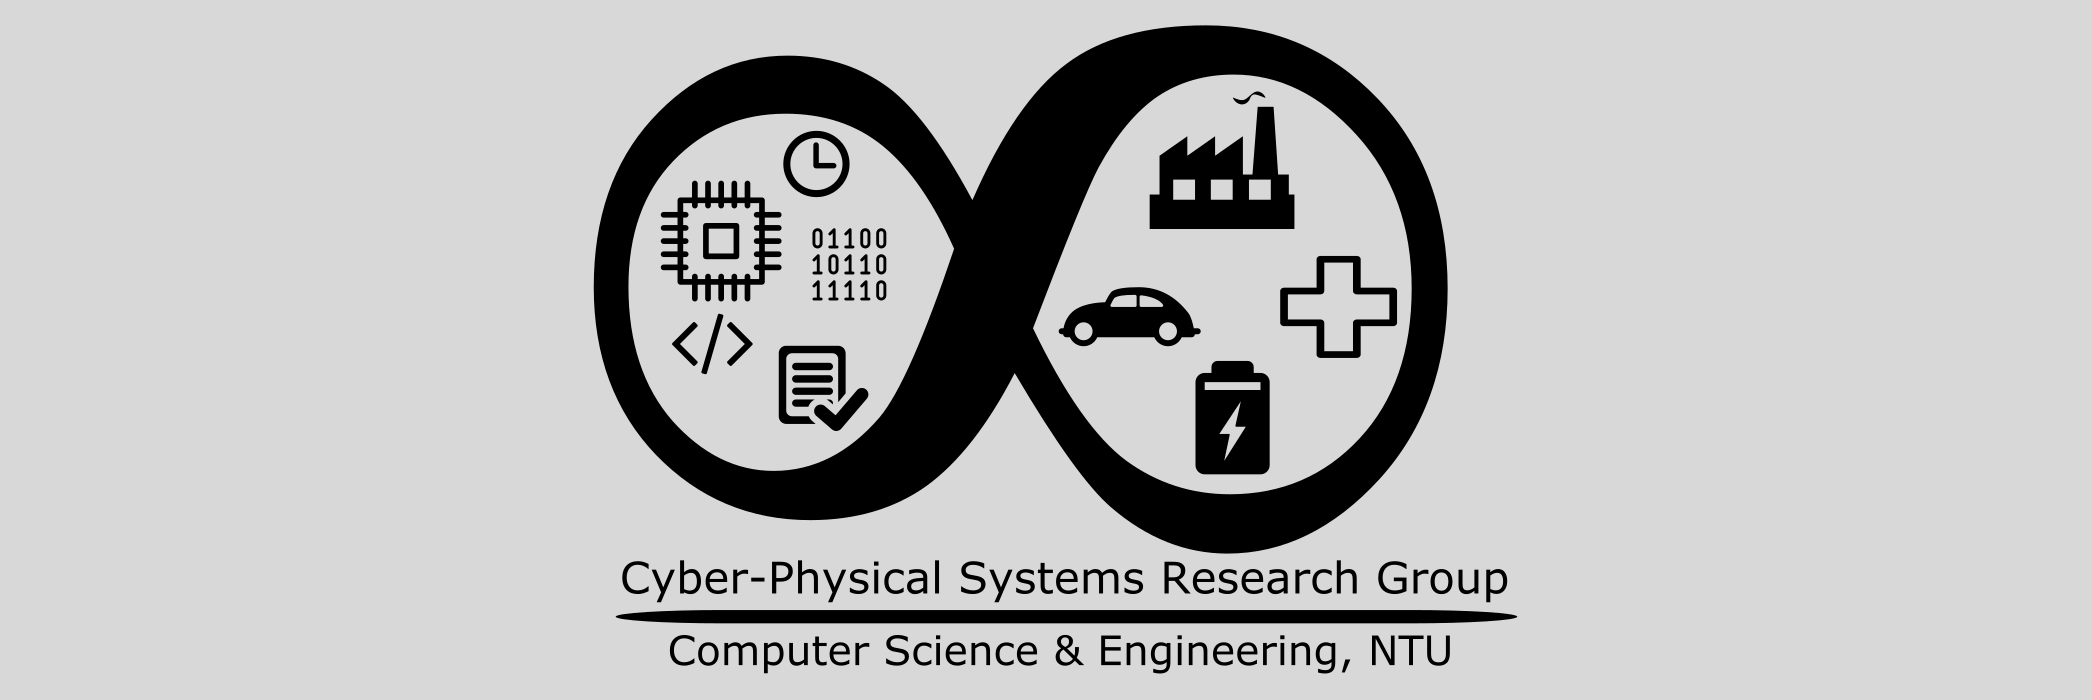 01100
10110
11110
</>
Cyber-Physical Systems Research Group
Computer Science & Engineering, NTU